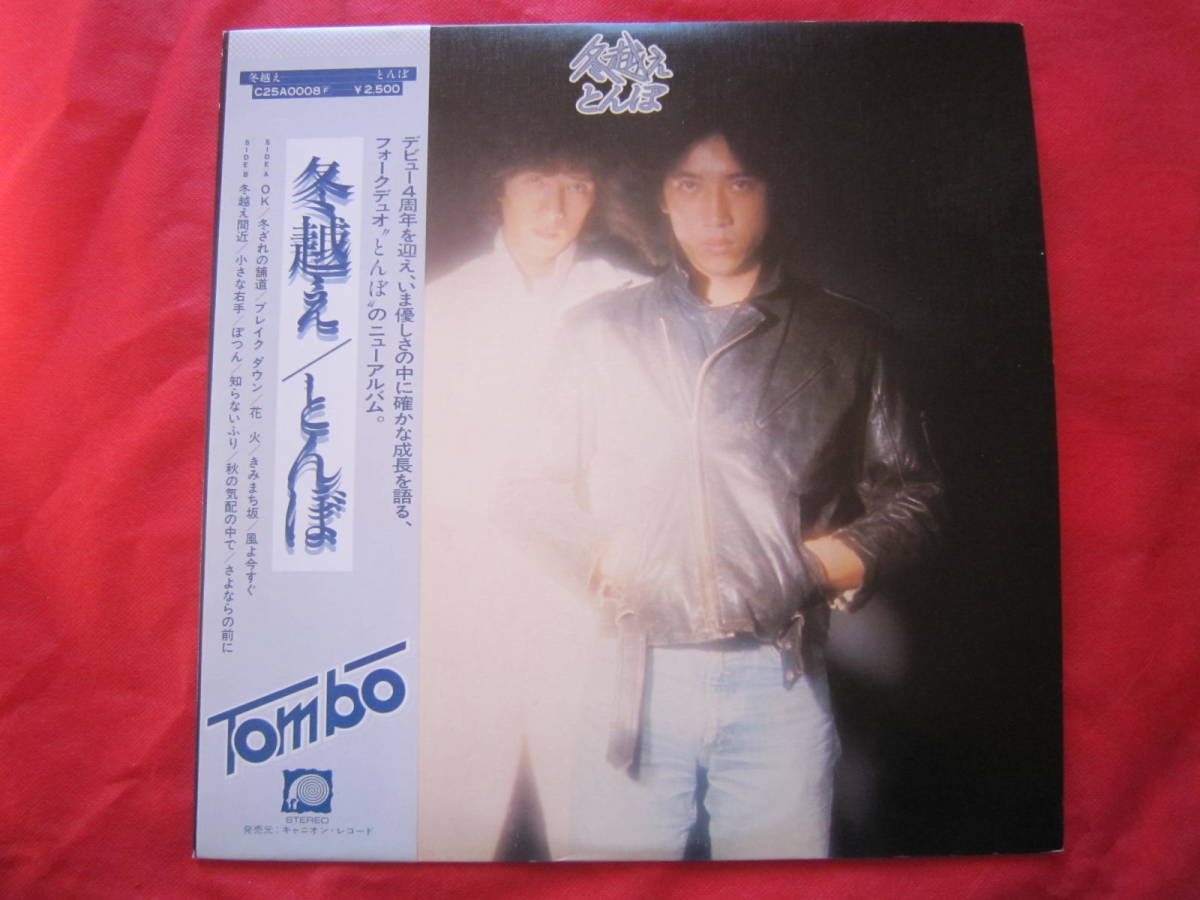 冬越え とんぼ
C25A0008F ¥2,500
冬越え/とんぼ
デビュー4周年を迎え、いま優しさの中に確かな成長を語る、
フォークデュオ〝とんぼ〟のニューアルバム。
SIDE A OK/冬ざれの舗道/ブレイク ダウン/花 火/きみまち坂/風よ今すぐ
SIDE B 冬越え間近/小さな右手/ぽつん/知らないふり/秋の気配の中で/さよならの前に
Tombo
STEREO
発売元:キャニオン・レコード
冬越え
とんぼ